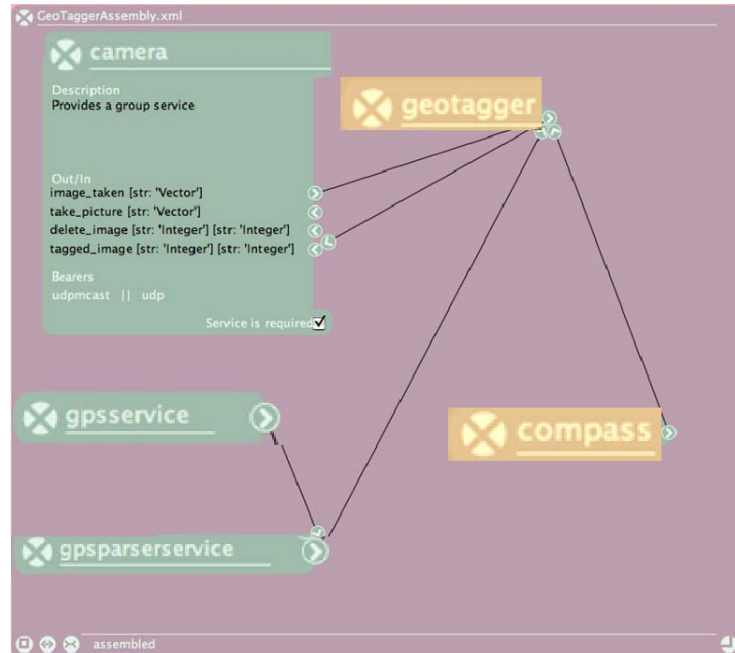 GeoTaggerAssembly.xml
camera
Description
Provides a group service
Out/In
image_taken [str: 'Vector']
take_picture [str: 'Vector']
delete_image [str: 'Integer'] [str: 'Integer']
tagged_image [str: 'Integer'] [str: 'Integer']
Bearers
udpmcast || udp
Service is required
geotagger
gpsservice
compass
gpsparserservice
assembled